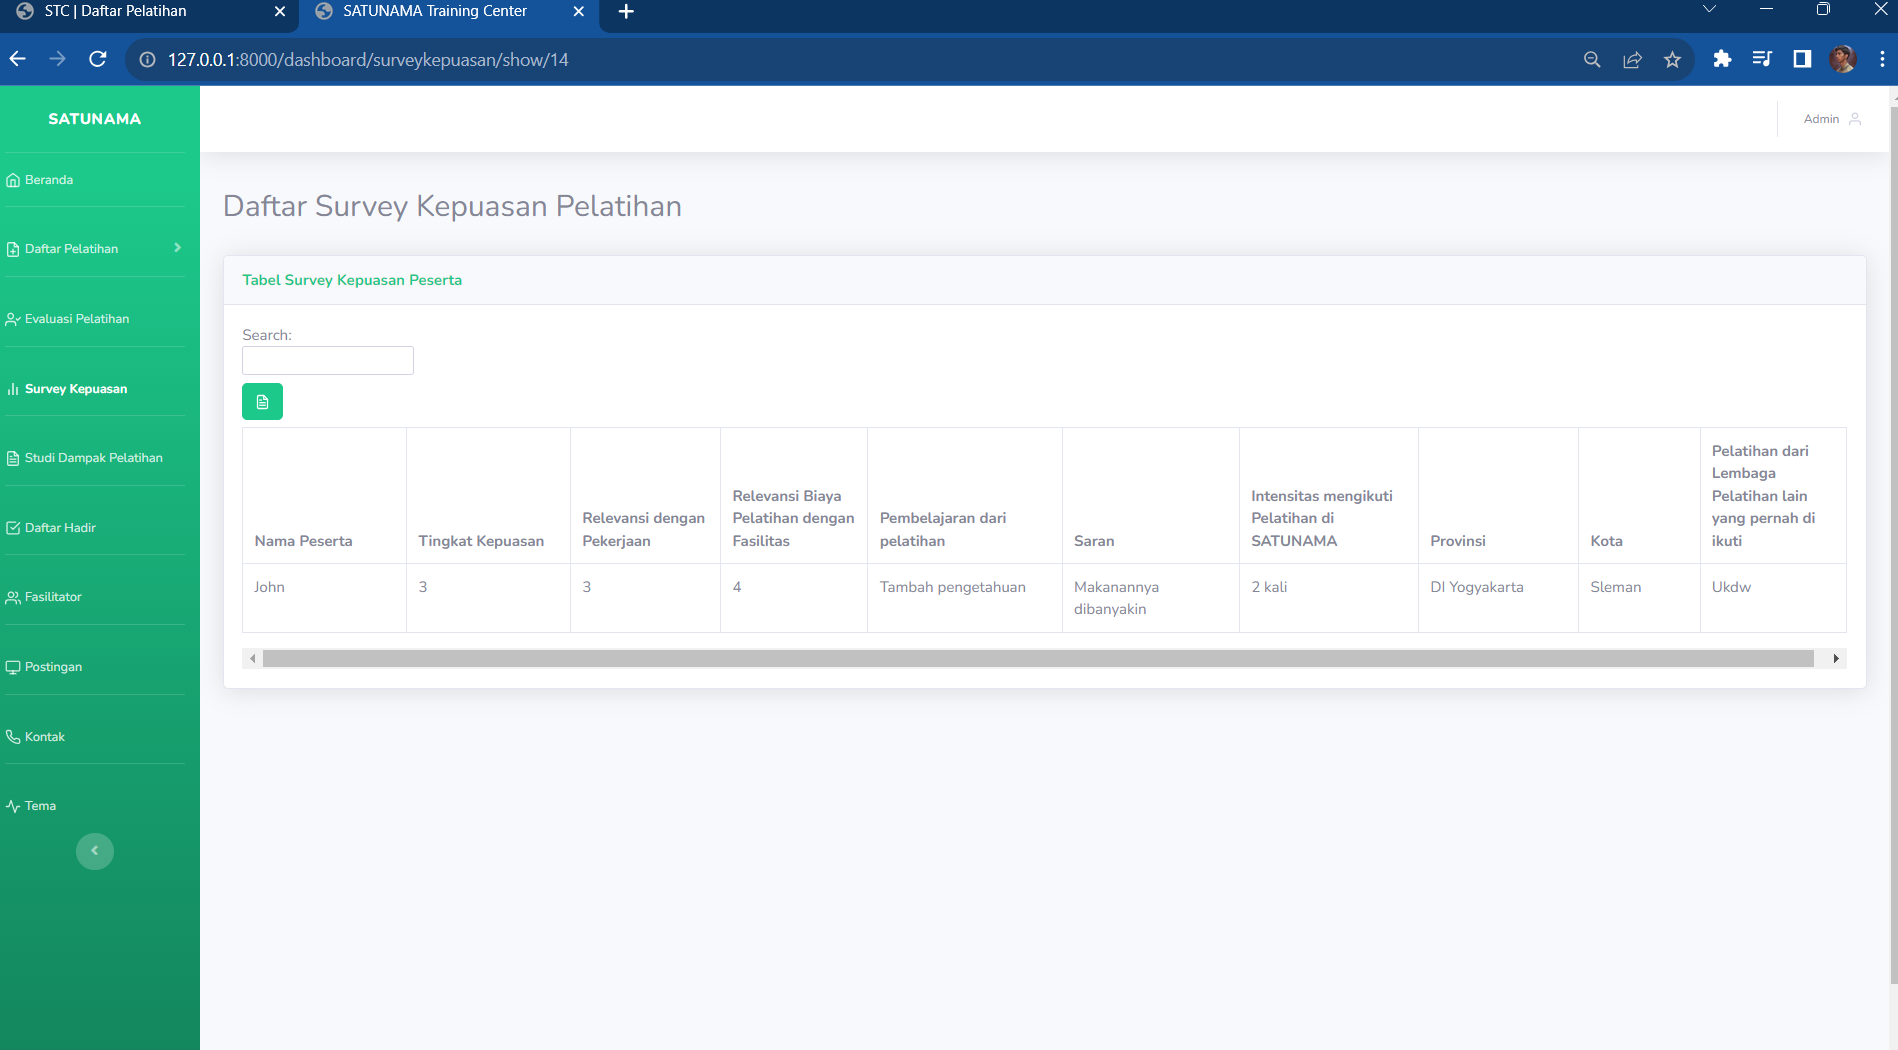 STC | Daftar Pelatihan
SATUNAMA Training Center
127.0.0.1:8000/dashboard/surveykepuasan/show/14
SATUNAMA
Admin
Beranda
Daftar Pelatihan
Evaluasi Pelatihan
Survey Kepuasan
Studi Dampak Pelatihan
Daftar Hadir
Fasilitator
Postingan
Kontak
Tema
Daftar Survey Kepuasan Pelatihan
Tabel Survey Kepuasan Peserta
Search:
Nama Peserta
Tingkat Kepuasan
Relevansi dengan
Pekerjaan
Relevansi Biaya
Pelatihan dengan
Fasilitas
Pembelajaran dari
pelatihan
Saran
Intensitas mengikuti
Pelatihan di
SATUNAMA
Provinsi
Kota
Pelatihan dari
Lembaga
Pelatihan lain
yang pernah di
ikuti
John
3
3
4
Tambah pengetahuan
Makanannya
dibanyakin
2 kali
DI Yogyakarta
Sleman
Ukdw